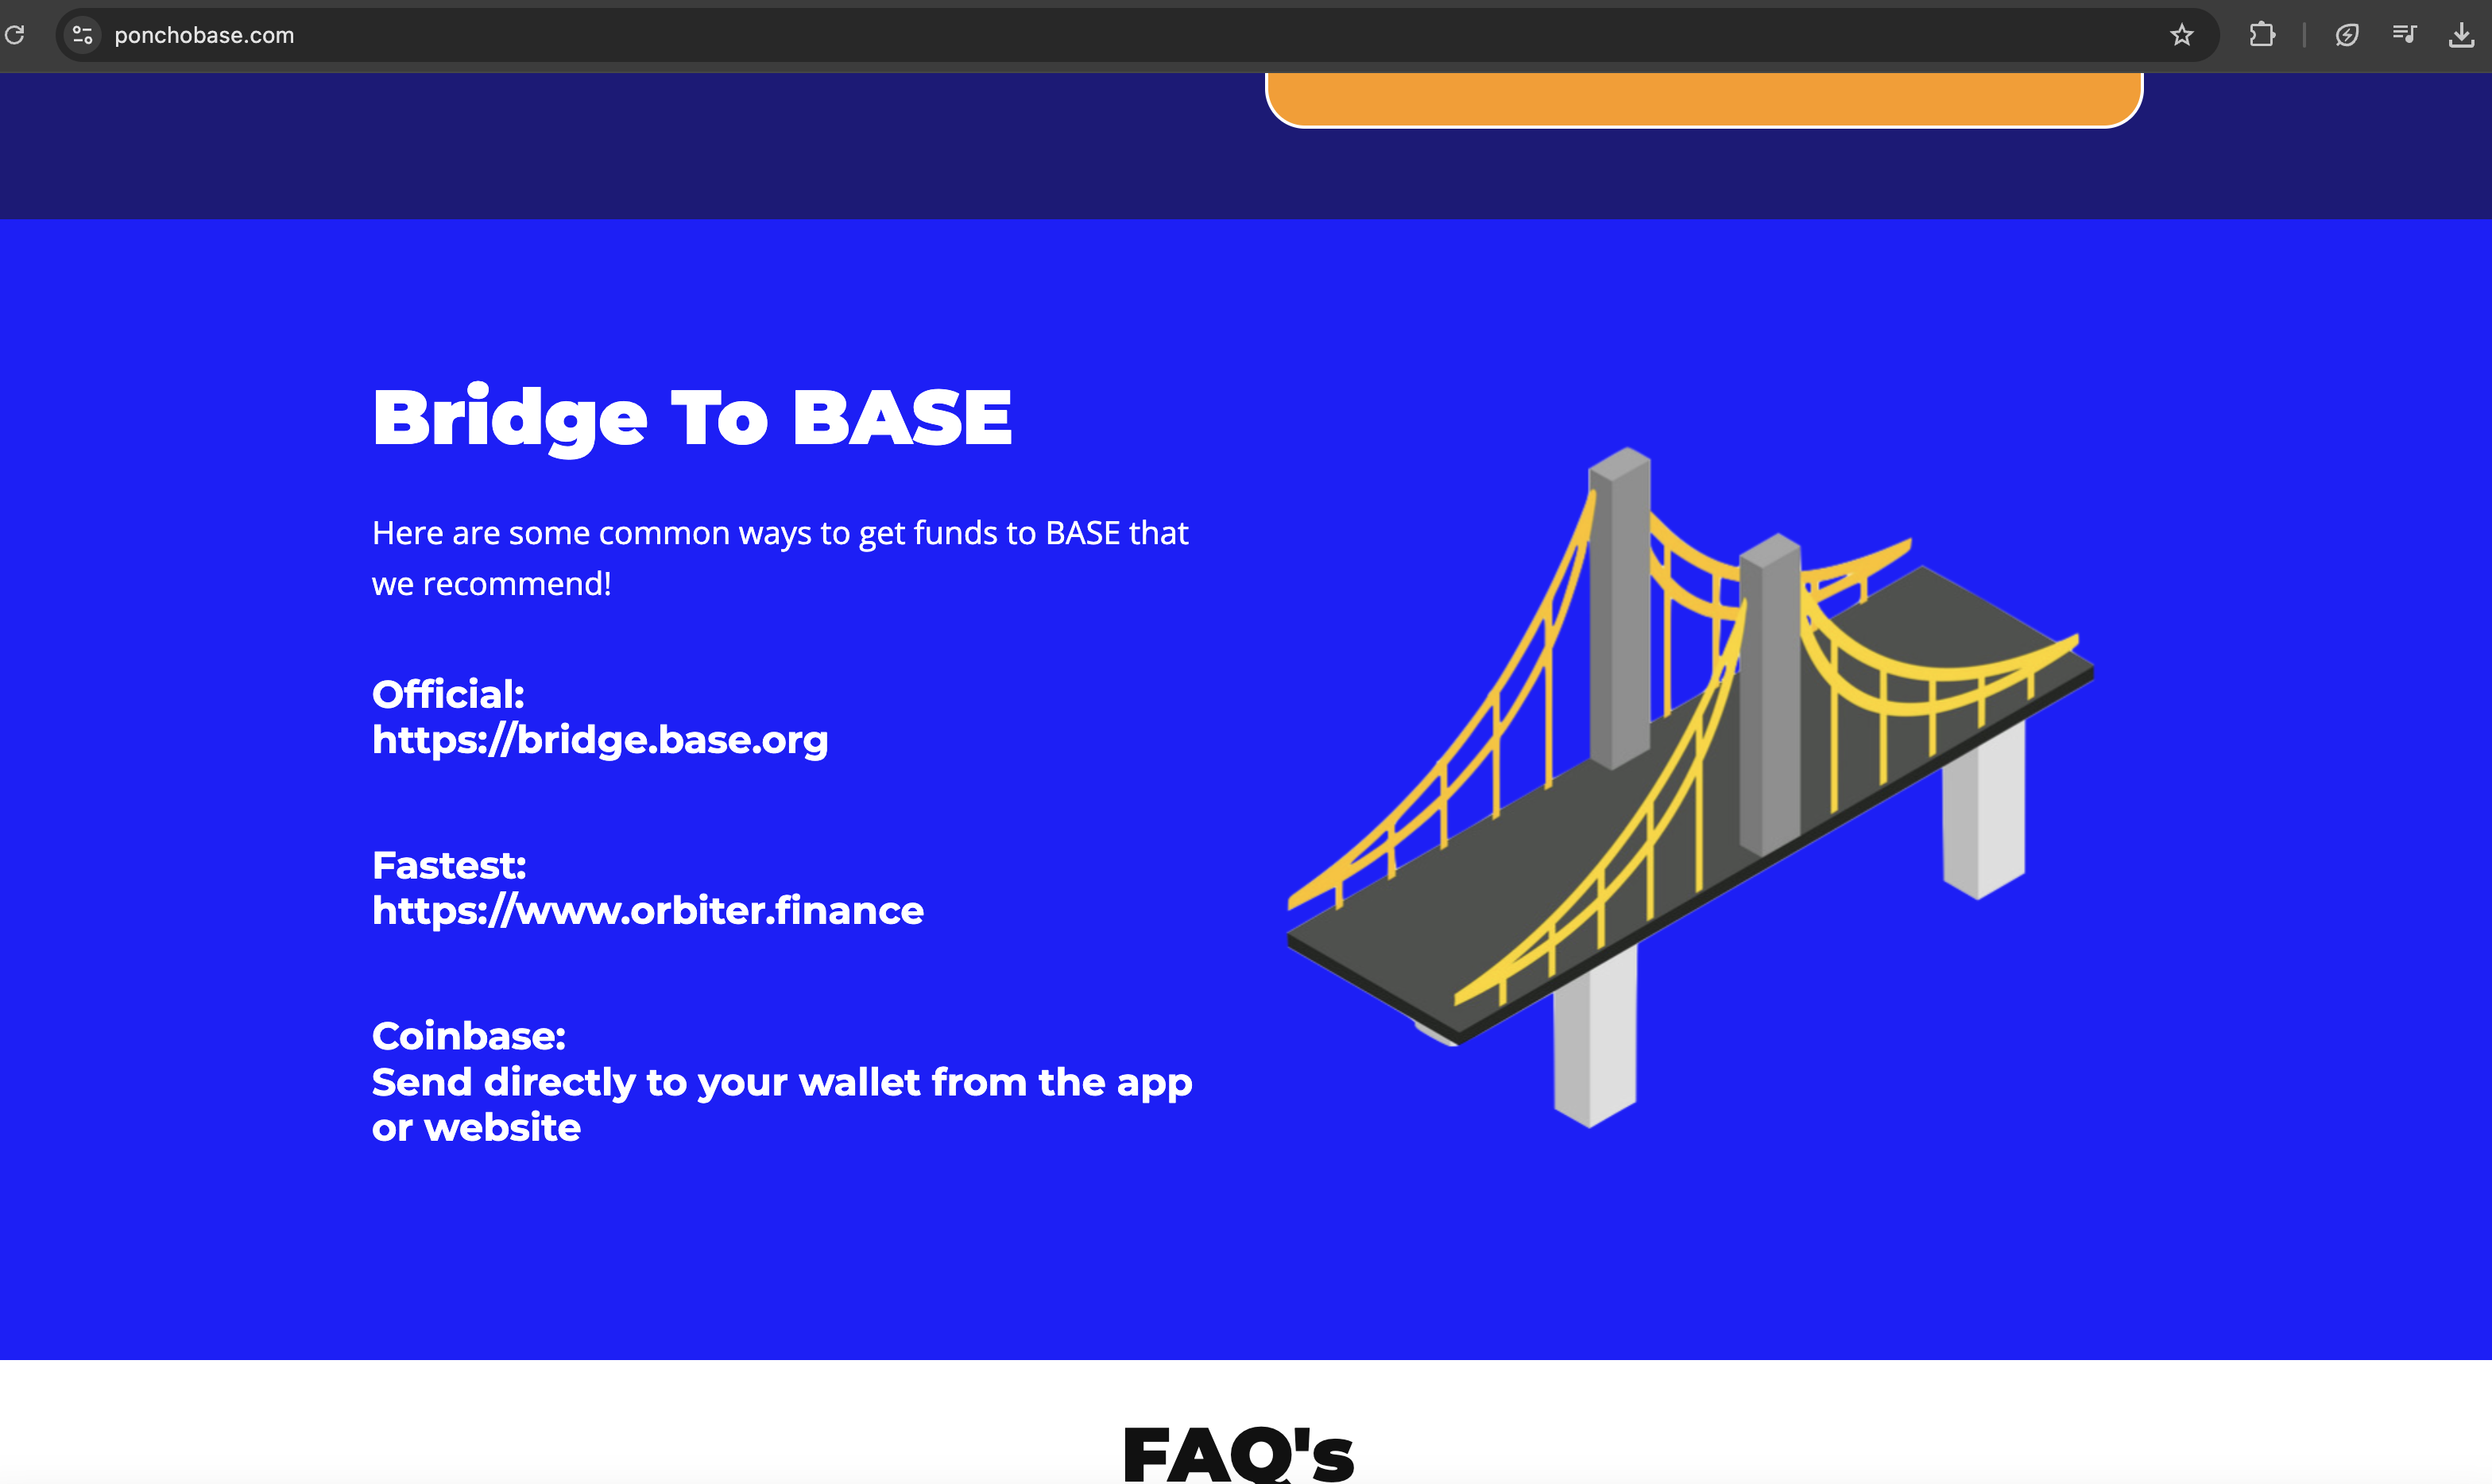 ponchobase.com
Bridge To BASE
Here are some common ways to get funds to BASE that
we recommend!
Official:
https://bridge.base.org
Fastest:
https://www.orbiter.finance
Coinbase:
Send directly to your wallet from the app
or website
FAQ's